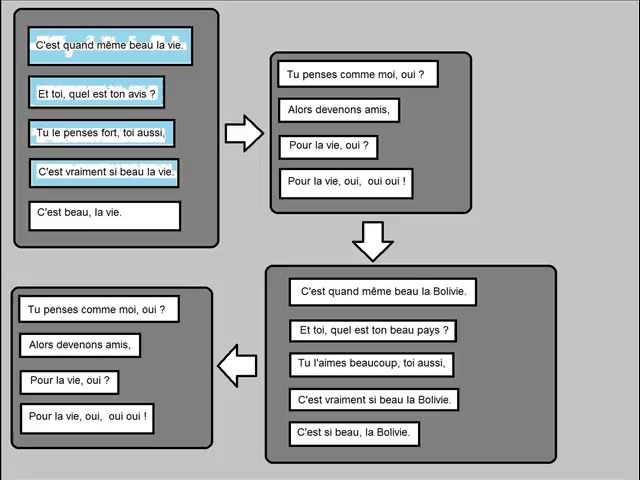 C'est quand même beau la vie.
Et toi, quel est ton avis ?
Tu le penses fort, toi aussi,
C'est vraiment si beau la vie.
C'est beau, la vie.
Tu penses comme moi, oui ?
Alors devenons amis,
Pour la vie, oui ?
Pour la vie, oui, oui oui !
C'est quand même beau la Bolivie.
Et toi, quel est ton beau pays ?
Tu l'aimes beaucoup, toi aussi,
C'est vraiment si beau la Bolivie.
C'est si beau, la Bolivie.
Tu penses comme moi, oui ?
Alors devenons amis,
Pour la vie, oui ?
Pour la vie, oui, oui oui !